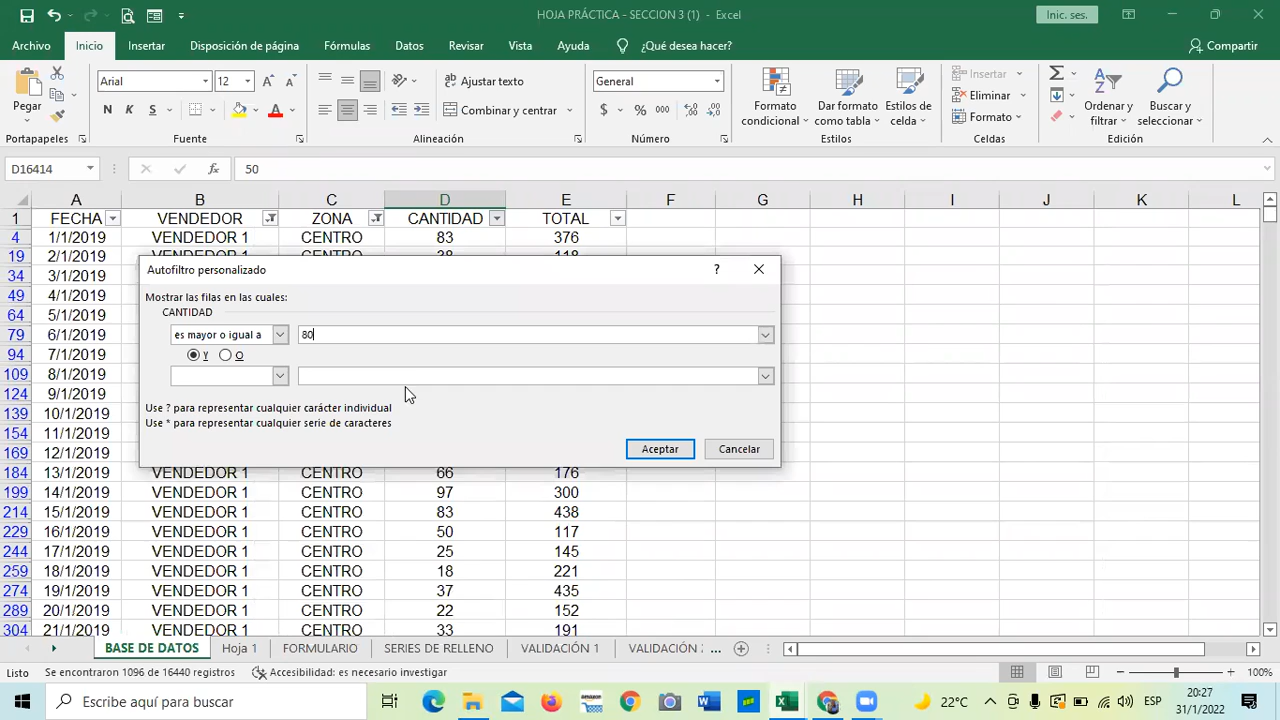 HOJA PRÁCTICA - SECCION 3 (1) - Excel
Inic. ses.
Archivo Inicio Insertar Disposición de página Fórmulas Datos Revisar Vista Ayuda ¿Qué desea hacer? Compartir
Pegar
Arial 12
Ajustar texto
General
Formato condicional
Dar formato como tabla
Estilos de celda
Insertar
Eliminar
Formato
Ordenar y filtrar
Buscar y seleccionar
N K S
Combinar y centrar
$ % 000
Portapapeles Fuente Alineación Número Estilos Celdas Edición
D16414 fx 50
A B C D E F G H I J K L
1 FECHA VENDEDOR ZONA CANTIDAD TOTAL
4 1/1/2019 VENDEDOR 1 CENTRO 83 376
19 2/1/2019 VENDEDOR 1 CENTRO 38 118
34 3/1/2019
49 4/1/2019
64 5/1/2019
79 6/1/2019
94 7/1/2019
109 8/1/2019
124 9/1/2019
139 10/1/2019
154 11/1/2019
169 12/1/2019
184 13/1/2019 VENDEDOR 1 CENTRO 66 176
199 14/1/2019 VENDEDOR 1 CENTRO 97 300
214 15/1/2019 VENDEDOR 1 CENTRO 83 438
229 16/1/2019 VENDEDOR 1 CENTRO 50 117
244 17/1/2019 VENDEDOR 1 CENTRO 25 145
259 18/1/2019 VENDEDOR 1 CENTRO 18 221
274 19/1/2019 VENDEDOR 1 CENTRO 37 435
289 20/1/2019 VENDEDOR 1 CENTRO 22 152
304 21/1/2019 VENDEDOR 1 CENTRO 33 191
Autofiltro personalizado ?
Mostrar las filas en las cuales:
CANTIDAD
es mayor o igual a 80
Y O
Use ? para representar cualquier carácter individual
Use * para representar cualquier serie de caracteres
Aceptar Cancelar
BASE DE DATOS Hoja 1 FORMULARIO SERIES DE RELLENO VALIDACIÓN 1 VALIDACIÓN ...
Listo Se encontraron 1096 de 16440 registros Accesibilidad: es necesario investigar 100%
Escribe aquí para buscar
amazon
22°C ESP 20:27
31/1/2022